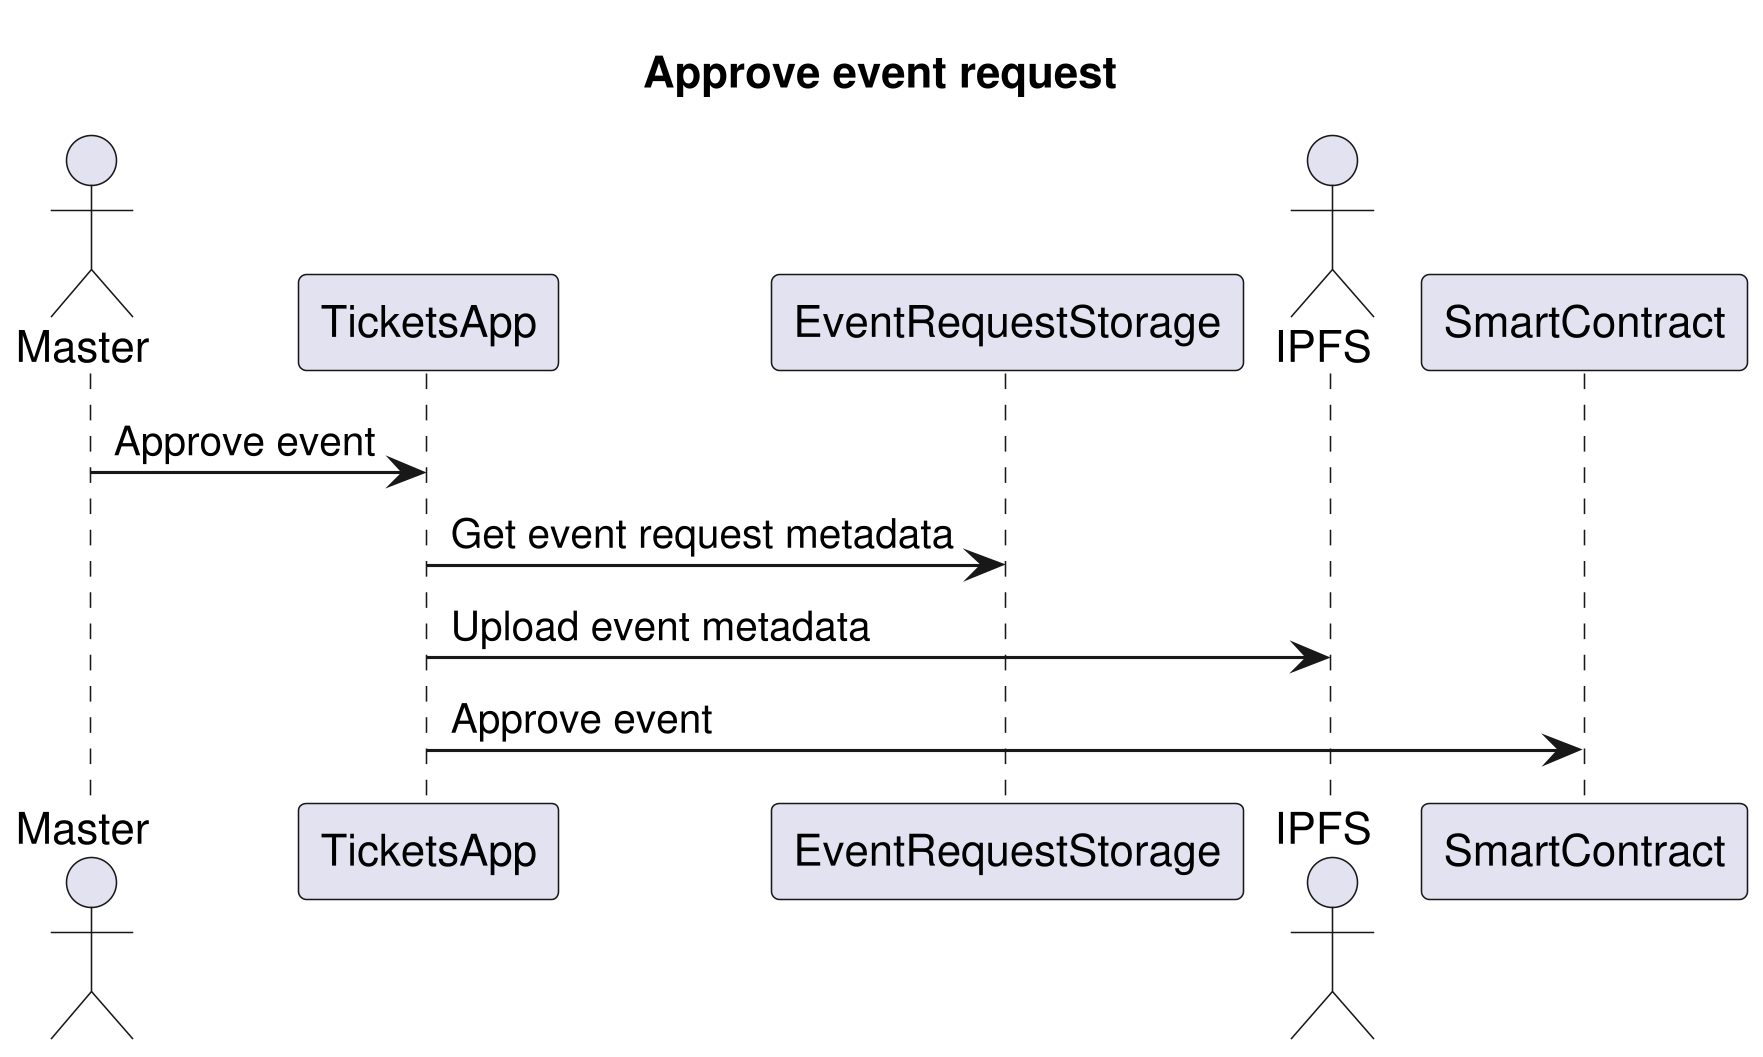 Approve event request
Master
TicketsApp
EventRequestStorage
IPFS
SmartContract
Approve event
Get event request metadata
Upload event metadata
Approve event
Master
TicketsApp
EventRequestStorage
IPFS
SmartContract